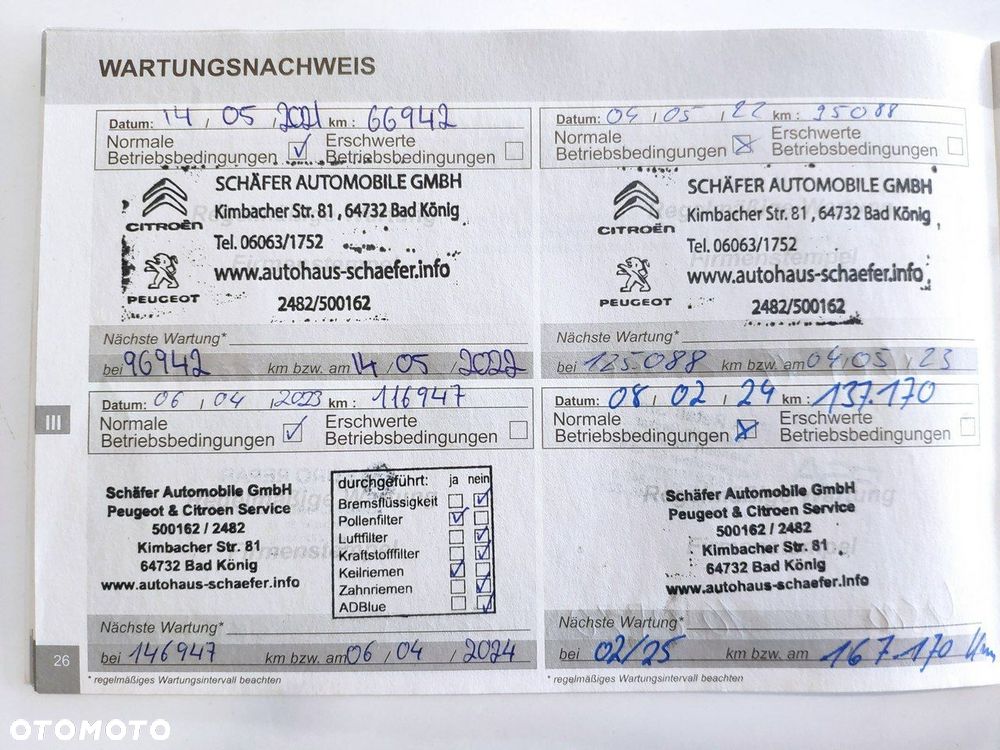 WARTUNGSNACHWEIS
Datum: 14 / 05 / 2021 km : 66942
Normale Betriebsbedingungen ✓ Erschwerte Betriebsbedingungen
CITROËN
SCHÄFER AUTOMOBILE GMBH
Kimbacher Str. 81 , 64732 Bad König
Tel. 06063/1752
www.autohaus-schaefer.info
PEUGEOT
2482/500162
Nächste Wartung*
bei 96942 km bzw. am 14 / 05 / 2022
Datum: 04 / 05 / 22 km : 95088
Normale Betriebsbedingungen ☒ Erschwerte Betriebsbedingungen
CITROËN
SCHÄFER AUTOMOBILE GMBH
Kimbacher Str. 81 , 64732 Bad König
Tel. 06063/1752
www.autohaus-schaefer.info
PEUGEOT
2482/500162
Nächste Wartung*
bei 125088 km bzw. am 04 / 05 / 23
III
Datum: 06 / 04 / 2023 km : 116947
Normale Betriebsbedingungen ✓ Erschwerte Betriebsbedingungen
Schäfer Automobile GmbH
Peugeot & Citroen Service
500162 / 2482
Kimbacher Str. 81
64732 Bad König
www.autohaus-schaefer.info
durchgeführt: ja nein
Bremsflüssigkeit
Pollenfilter
Luftfilter
Kraftstofffilter
Keilriemen
Zahnriemen
ADBlue
Nächste Wartung*
bei 146947 km bzw. am 06 / 04 / 2024
* regelmäßiges Wartungsintervall beachten
Datum: 08 / 02 / 24 km : 137.170
Normale Betriebsbedingungen ☒ Erschwerte Betriebsbedingungen
Schäfer Automobile GmbH
Peugeot & Citroen Service
500162 / 2482
Kimbacher Str. 81
64732 Bad König
www.autohaus-schaefer.info
Nächste Wartung*
bei 02/25 km bzw. am 167.170 Km
* regelmäßiges Wartungsintervall beachten
26
OTOMOTO